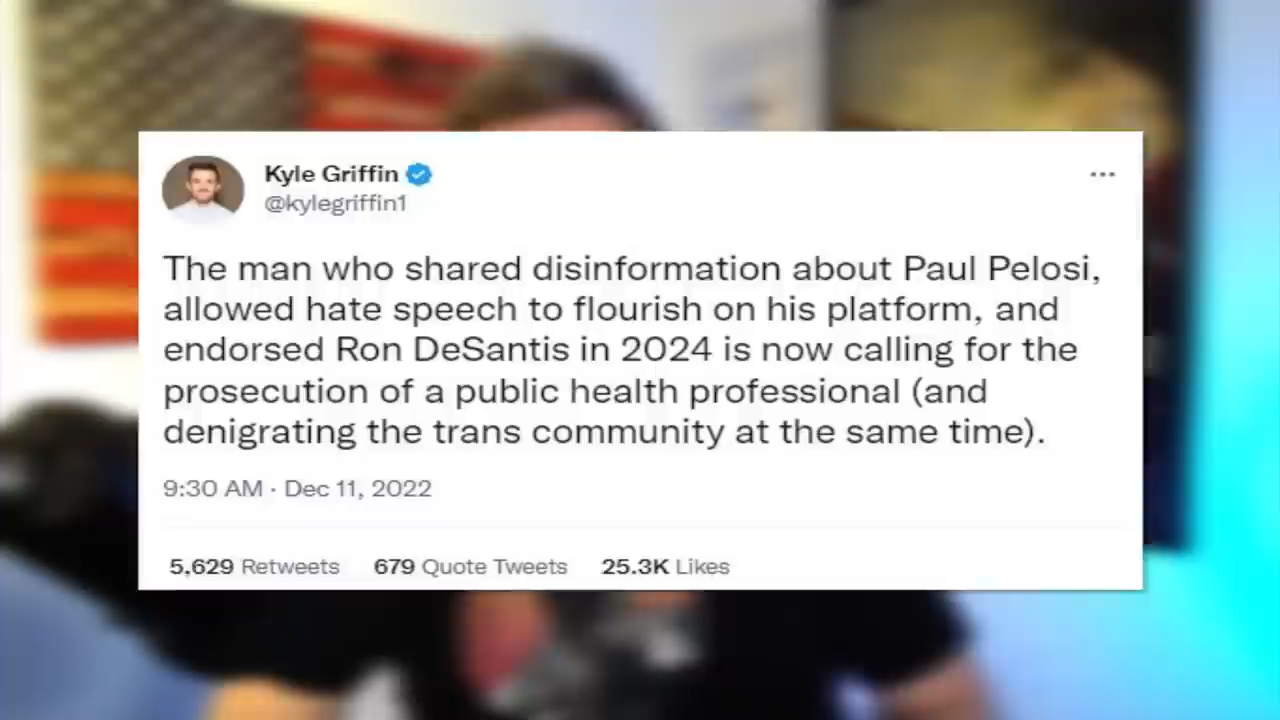 Kyle Griffin
@kylegriffin1
The man who shared disinformation about Paul Pelosi,
allowed hate speech to flourish on his platform, and
endorsed Ron DeSantis in 2024 is now calling for the
prosecution of a public health professional (and
denigrating the trans community at the same time).
9:30 AM · Dec 11, 2022
5,629 Retweets 679 Quote Tweets 25.3K Likes